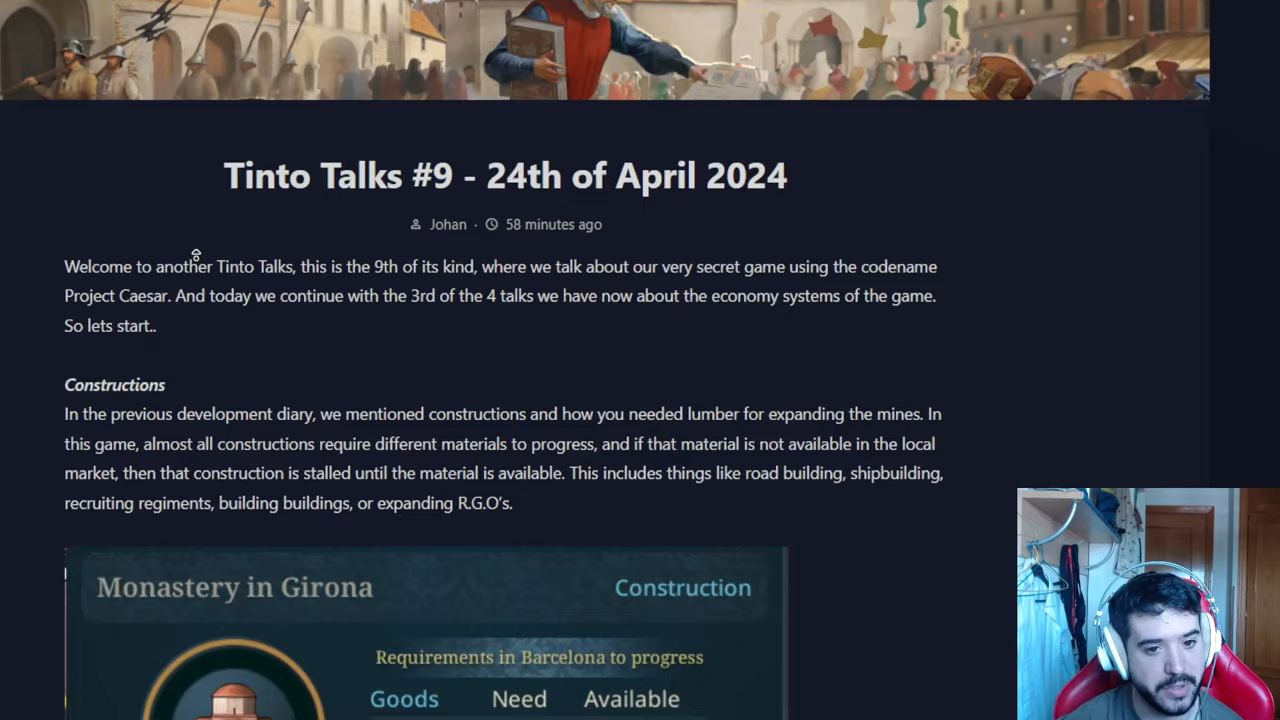 Tinto Talks #9 - 24th of April 2024
Johan · 58 minutes ago
Welcome to another Tinto Talks, this is the 9th of its kind, where we talk about our very secret game using the codename
Project Caesar. And today we continue with the 3rd of the 4 talks we have now about the economy systems of the game.
So lets start..
Constructions
In the previous development diary, we mentioned constructions and how you needed lumber for expanding the mines. In
this game, almost all constructions require different materials to progress, and if that material is not available in the local
market, then that construction is stalled until the material is available. This includes things like road building, shipbuilding,
recruiting regiments, building buildings, or expanding R.G.O’s.
Monastery in Girona Construction
Requirements in Barcelona to progress
Goods Need Available